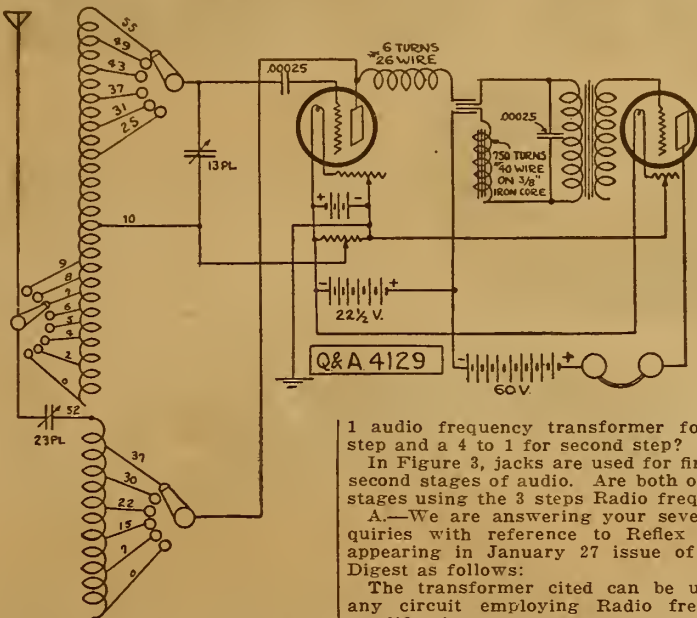 55
49
43
37
31
25
10
9
8
7
6
5
4
2
0
52
23PL
37
30
22
15
7
0
.00025
13PL
6 TURNS
#26 WIRE
.00025
750 TURNS
#40 WIRE
ON 3/8"
IRON CORE
+ -
- +
22½ V.
Q&A 4129
- +
60V.
1 audio frequency transformer fo
step and a 4 to 1 for second step?
In Figure 3, jacks are used for fir
second stages of audio. Are both o
stages using the 3 steps Radio freq
A.—We are answering your seve
quiries with reference to Reflex
appearing in January 27 issue of
Digest as follows:
The transformer cited can be u
any circuit employing Radio fre